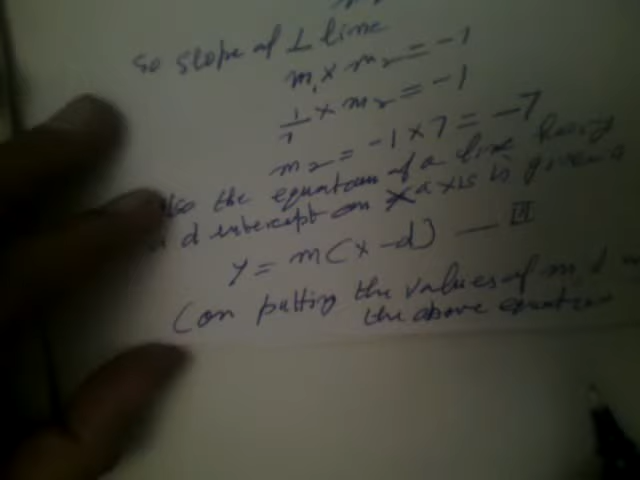 so slope of ⊥ line
m₁ × m₂ = -1
1/7 × m₂ = -1
m₂ = -1 × 7 = -7
the equation of a line having
d intercept on x axis is given
y = m(x - d) — III
(on putting the values of m, d
the above equation